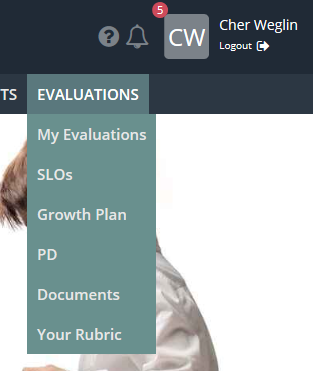 5
CW
Cher Weglin
Logout
TS
EVALUATIONS
My Evaluations
SLOs
Growth Plan
PD
Documents
Your Rubric